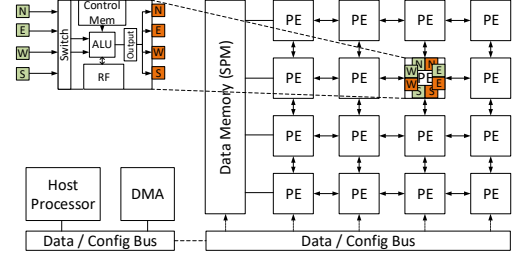 N
E
W
S
Switch
Control
Mem
ALU
RF
Output
N
E
W
S
Data Memory (SPM)
PE PE PE PE
PE PE
N N
W PE E
W E
S S
PE
PE PE PE PE
PE PE PE PE
Host
Processor
DMA
Data / Config Bus
Data / Config Bus